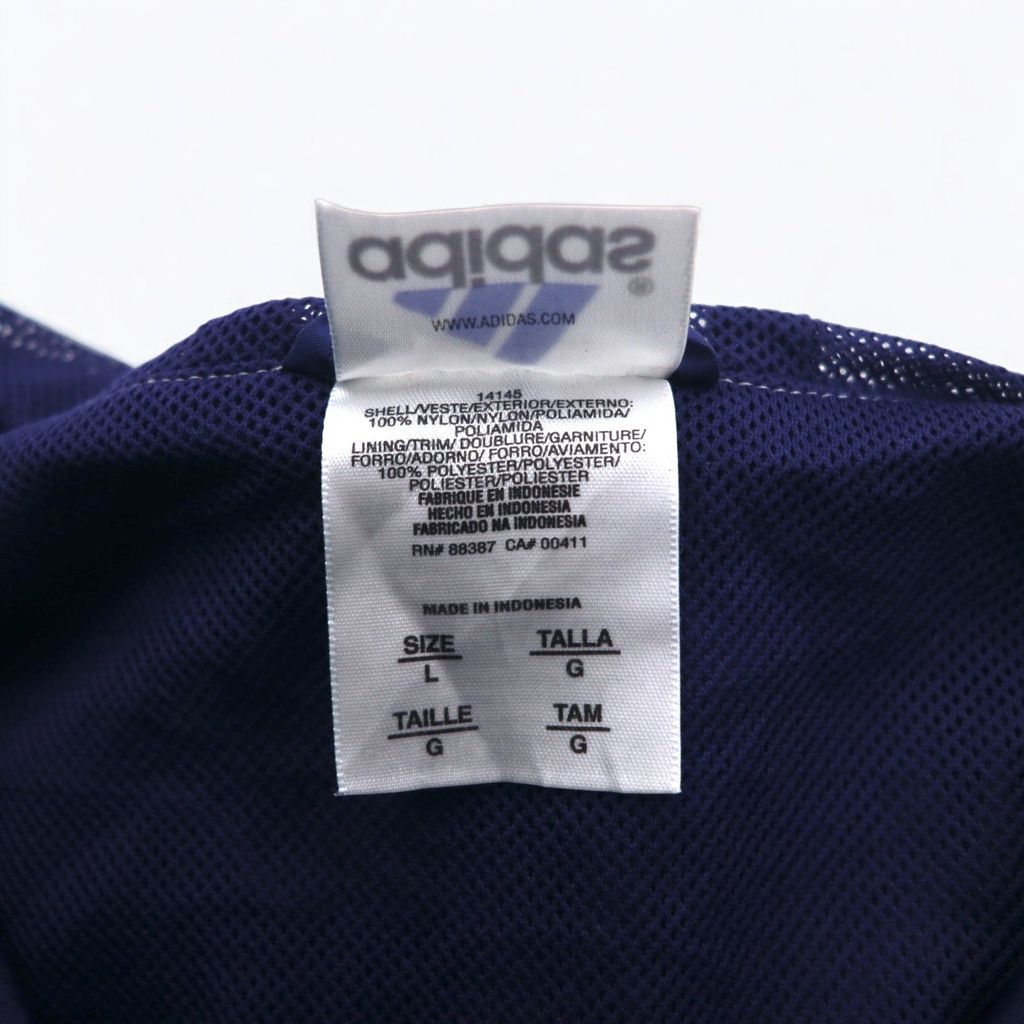 adidas
®
WWW.ADIDAS.COM
14145
SHELL/VESTE/EXTERIOR/EXTERNO:
100% NYLON/NYLON/POLIAMIDA/
POLIAMIDA
LINING/TRIM/ DOUBLURE/GARNITURE/
FORRO/ADORNO/ FORRO/AVIAMENTO:
100% POLYESTER/POLYESTER/
POLIESTER/POLIESTER
FABRIQUE EN INDONESIE
HECHO EN INDONESIA
FABRICADO NA INDONESIA
RN# 88387 CA# 00411
MADE IN INDONESIA
SIZE TALLA
L G
TAILLE TAM
G G